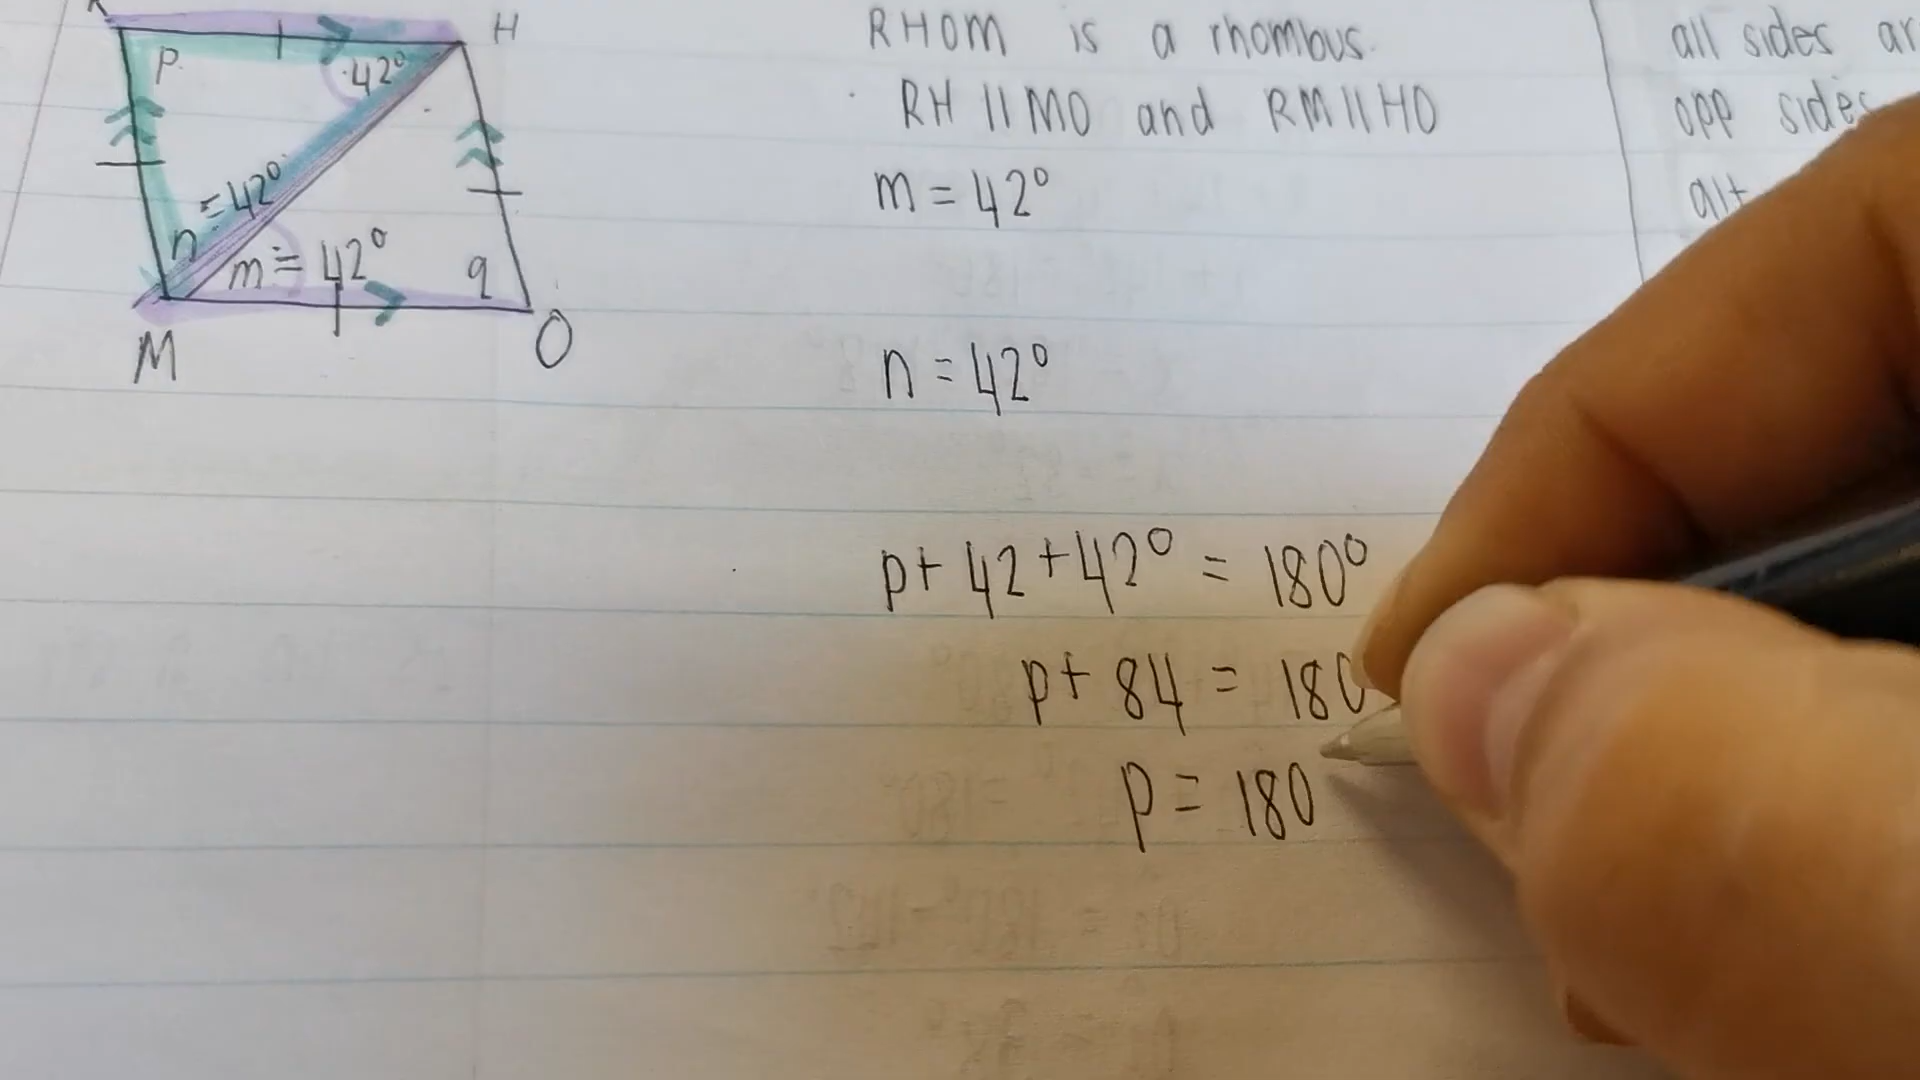 H
P
42°
= 42°
n
m = 42°
q
M
O
RHOM is a rhombus.
RH || MO and RM || HO
m = 42°
n = 42°
p + 42 + 42° = 180°
p + 84 = 180
p = 180
all sides
opp sides
alt